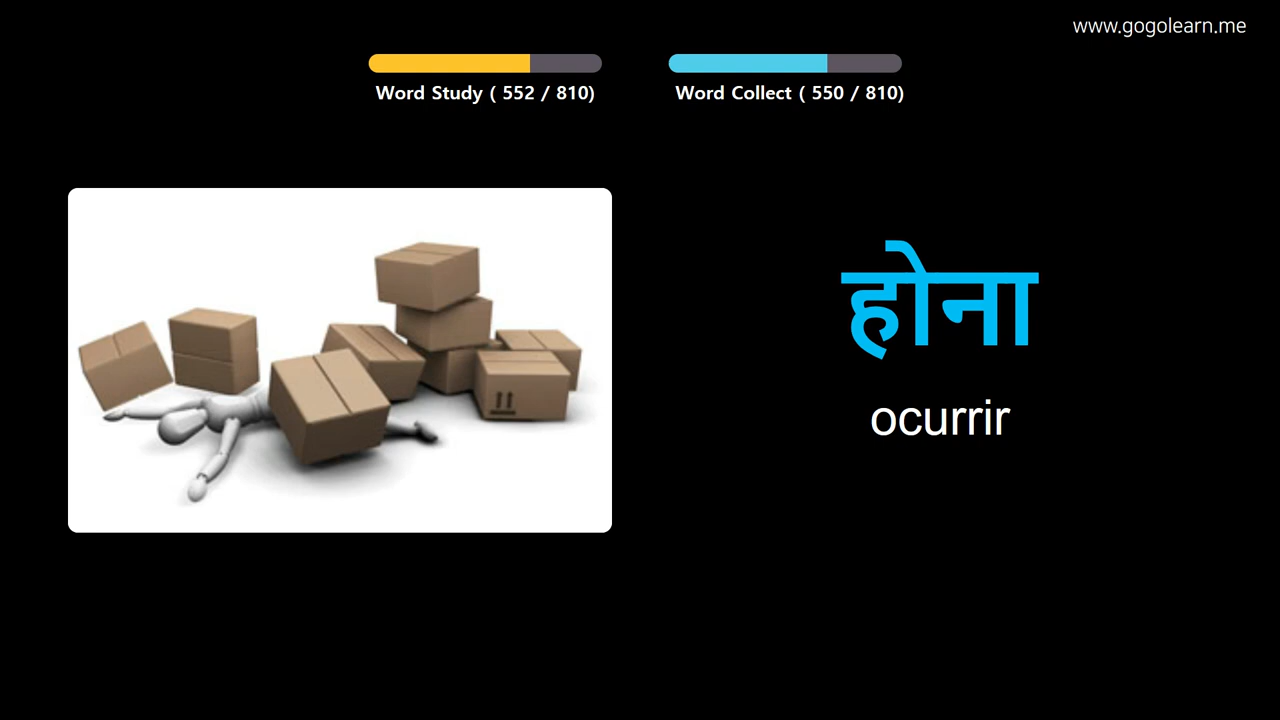 www.gogolearn.me
Word Study ( 552 / 810)
Word Collect ( 550 / 810)
होना
ocurrir